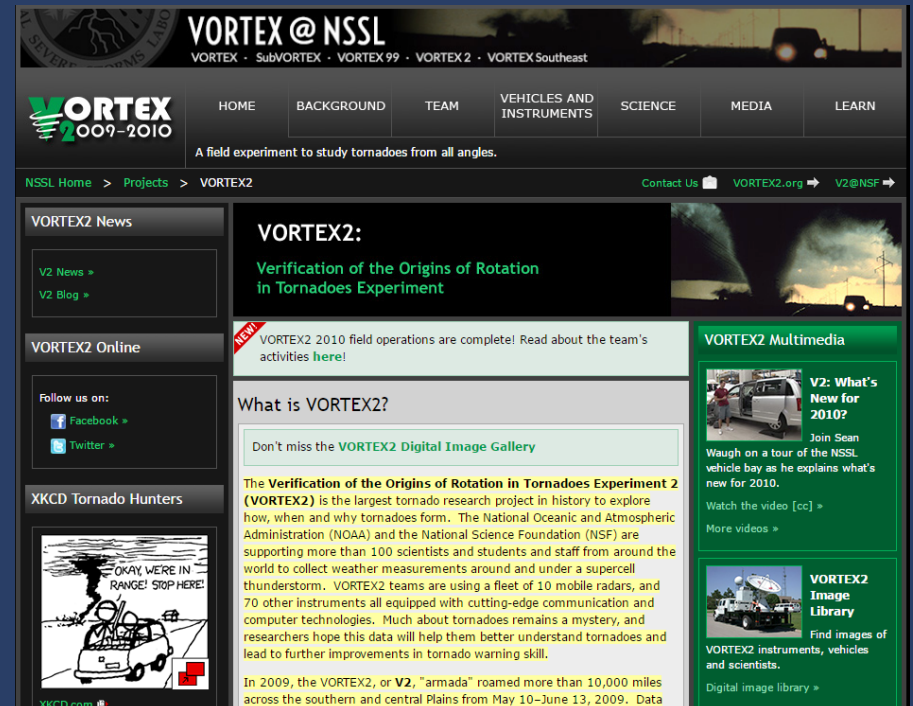 SEVERE STORMS LABO
VORTEX @ NSSL
VORTEX · SubVORTEX · VORTEX 99 · VORTEX 2 · VORTEX Southeast
VORTEX
2009-2010
HOME
BACKGROUND
TEAM
VEHICLES AND
INSTRUMENTS
SCIENCE
MEDIA
LEARN
A field experiment to study tornadoes from all angles.
NSSL Home > Projects > VORTEX2
Contact Us
VORTEX2.org
V2@NSF
VORTEX2 News
V2 News »
V2 Blog »
VORTEX2 Online
Follow us on:
Facebook »
Twitter »
XKCD Tornado Hunters
OKAY, WE'RE IN
RANGE! STOP HERE!
XKCD.com
VORTEX2:
Verification of the Origins of Rotation
in Tornadoes Experiment
NEW!
VORTEX2 2010 field operations are complete! Read about the team's
activities here!
What is VORTEX2?
Don't miss the VORTEX2 Digital Image Gallery
The Verification of the Origins of Rotation in Tornadoes Experiment 2
(VORTEX2) is the largest tornado research project in history to explore
how, when and why tornadoes form. The National Oceanic and Atmospheric
Administration (NOAA) and the National Science Foundation (NSF) are
supporting more than 100 scientists and students and staff from around the
world to collect weather measurements around and under a supercell
thunderstorm. VORTEX2 teams are using a fleet of 10 mobile radars, and
70 other instruments all equipped with cutting-edge communication and
computer technologies. Much about tornadoes remains a mystery, and
researchers hope this data will help them better understand tornadoes and
lead to further improvements in tornado warning skill.
In 2009, the VORTEX2, or V2, "armada" roamed more than 10,000 miles
across the southern and central Plains from May 10–June 13, 2009. Data
VORTEX2 Multimedia
V2: What's
New for
2010?
Join Sean
Waugh on a tour of the NSSL
vehicle bay as he explains what's
new for 2010.
Watch the video [cc] »
More videos »
VORTEX2
Image
Library
Find images of
VORTEX2 instruments, vehicles
and scientists.
Digital image library »